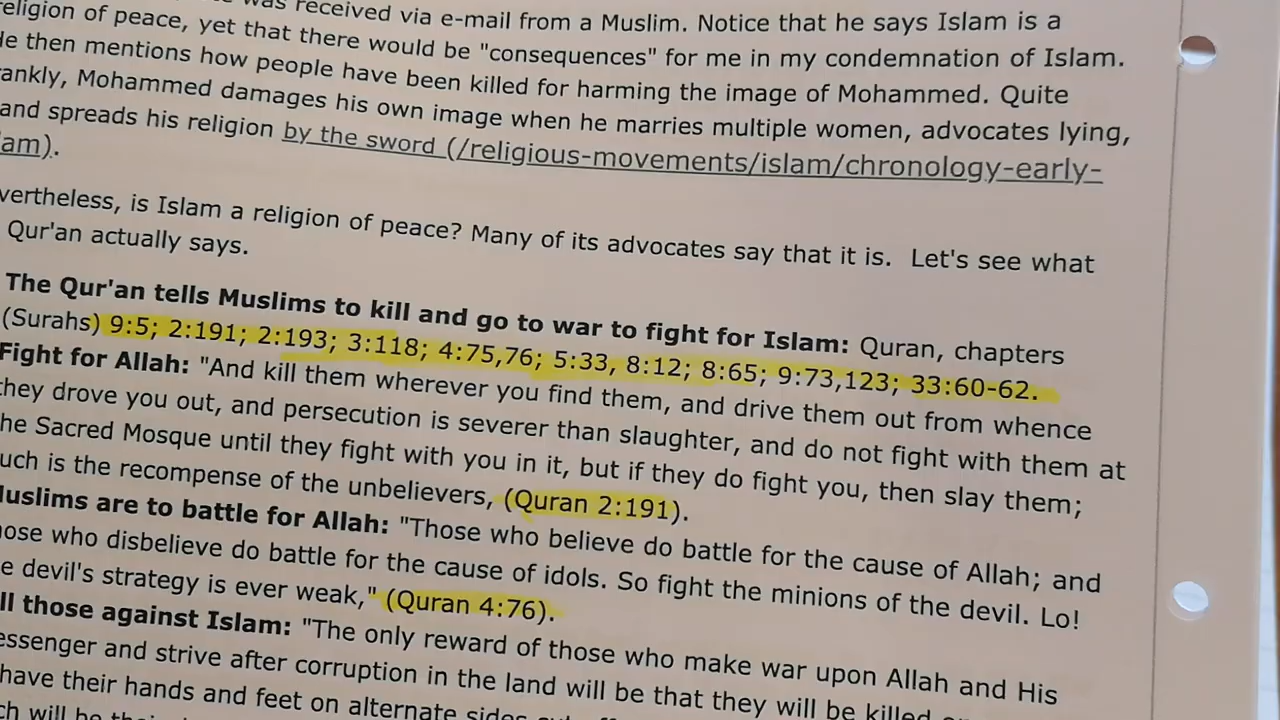 was received via e-mail from a Muslim. Notice that he says Islam is a
religion of peace, yet that there would be "consequences" for me in my condemnation of Islam.
He then mentions how people have been killed for harming the image of Mohammed. Quite
rankly, Mohammed damages his own image when he marries multiple women, advocates lying,
and spreads his religion by the sword (/religious-movements/islam/chronology-early-
lam).
vertheless, is Islam a religion of peace? Many of its advocates say that it is. Let's see what
Qur'an actually says.
The Qur'an tells Muslims to kill and go to war to fight for Islam: Quran, chapters
(Surahs) 9:5; 2:191; 2:193; 3:118; 4:75,76; 5:33, 8:12; 8:65; 9:73,123; 33:60-62.
Fight for Allah: "And kill them wherever you find them, and drive them out from whence
they drove you out, and persecution is severer than slaughter, and do not fight with them at
he Sacred Mosque until they fight with you in it, but if they do fight you, then slay them;
uch is the recompense of the unbelievers, (Quran 2:191).
Muslims are to battle for Allah: "Those who believe do battle for the cause of Allah; and
hose who disbelieve do battle for the cause of idols. So fight the minions of the devil. Lo!
e devil's strategy is ever weak," (Quran 4:76).
ll those against Islam: "The only reward of those who make war upon Allah and His
essenger and strive after corruption in the land will be that they will be killed
have their hands and feet on alternate sides
ch will be